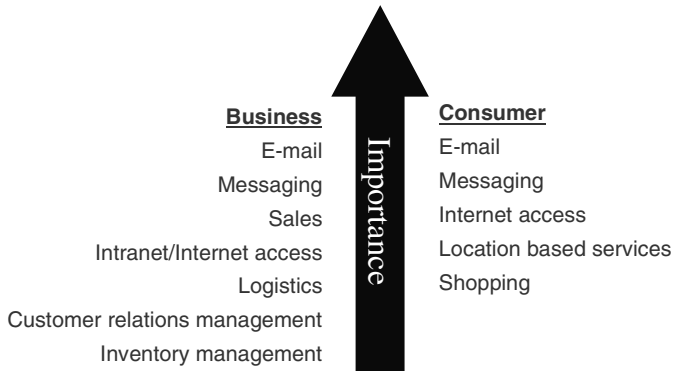 Business
E-mail
Messaging
Sales
Intranet/Internet access
Logistics
Customer relations management
Inventory management
Importance
Consumer
E-mail
Messaging
Internet access
Location based services
Shopping